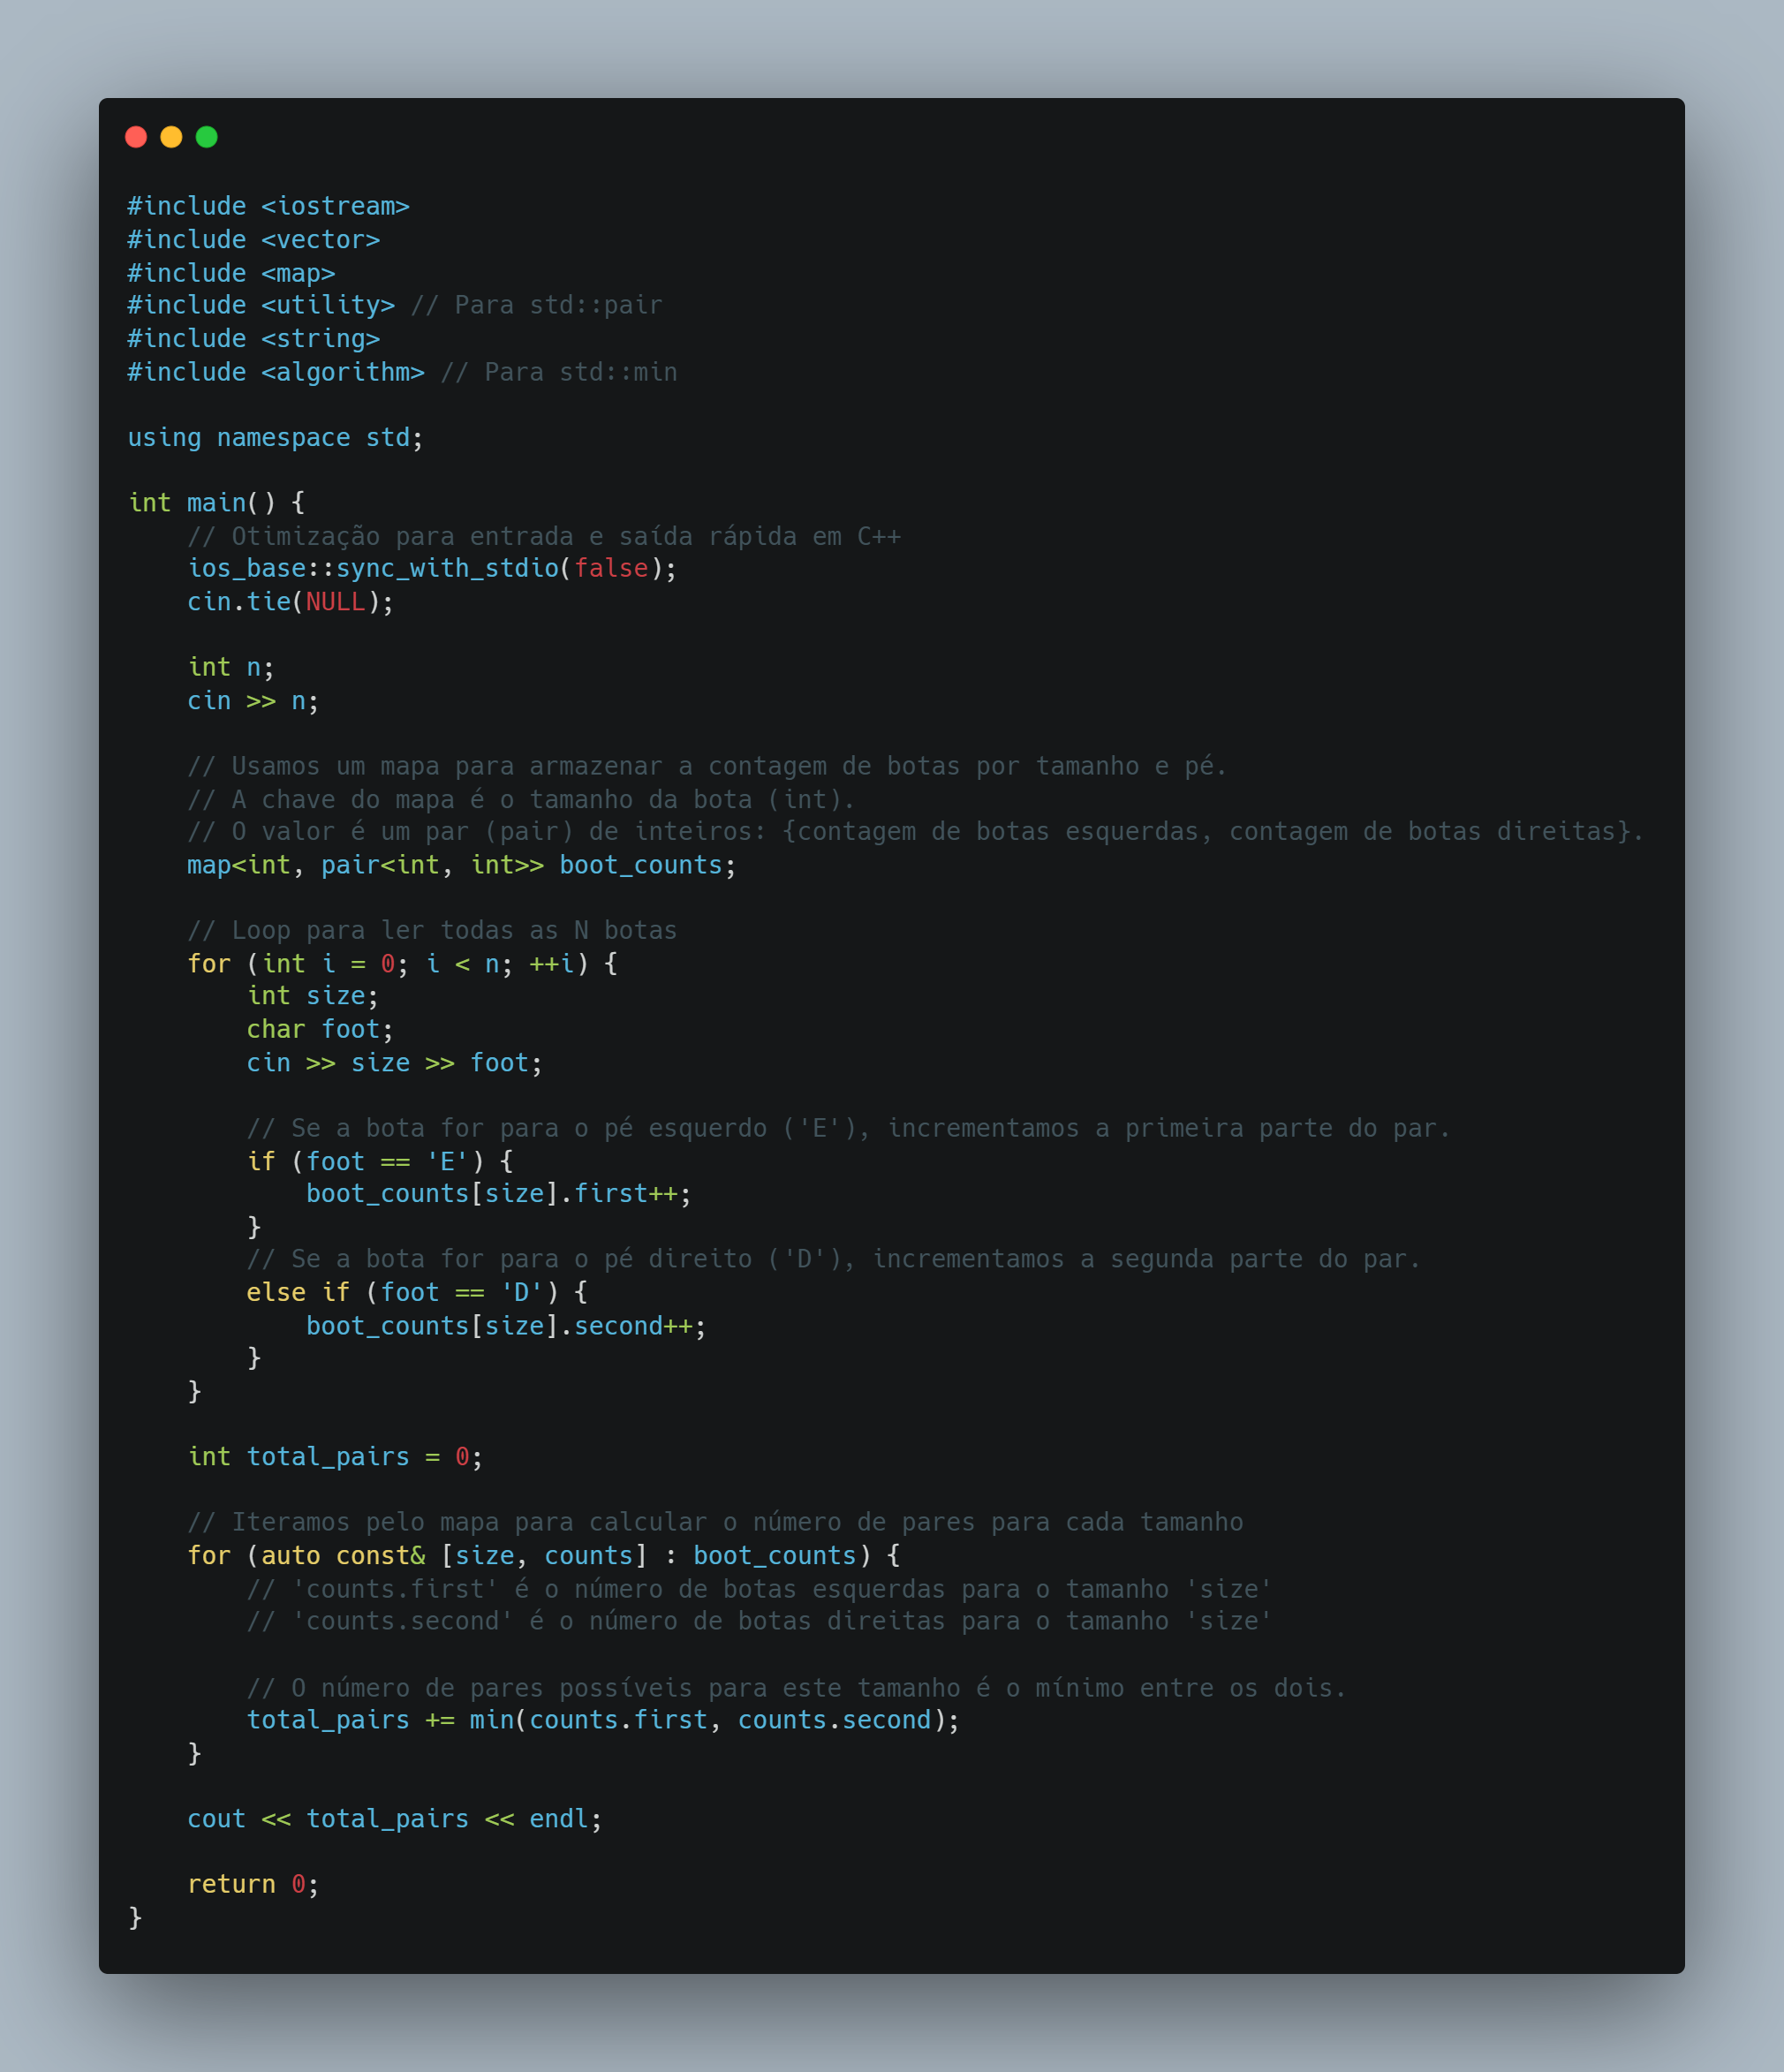 #include <iostream>
#include <vector>
#include <map>
#include <utility> // Para std::pair
#include <string>
#include <algorithm> // Para std::min

using namespace std;

int main() {
    // Otimização para entrada e saída rápida em C++
    ios_base::sync_with_stdio(false);
    cin.tie(NULL);

    int n;
    cin >> n;

    // Usamos um mapa para armazenar a contagem de botas por tamanho e pé.
    // A chave do mapa é o tamanho da bota (int).
    // O valor é um par (pair) de inteiros: {contagem de botas esquerdas, contagem de botas direitas}.
    map<int, pair<int, int>> boot_counts;

    // Loop para ler todas as N botas
    for (int i = 0; i < n; ++i) {
        int size;
        char foot;
        cin >> size >> foot;

        // Se a bota for para o pé esquerdo ('E'), incrementamos a primeira parte do par.
        if (foot == 'E') {
            boot_counts[size].first++;
        }
        // Se a bota for para o pé direito ('D'), incrementamos a segunda parte do par.
        else if (foot == 'D') {
            boot_counts[size].second++;
        }
    }

    int total_pairs = 0;

    // Iteramos pelo mapa para calcular o número de pares para cada tamanho
    for (auto const& [size, counts] : boot_counts) {
        // 'counts.first' é o número de botas esquerdas para o tamanho 'size'
        // 'counts.second' é o número de botas direitas para o tamanho 'size'

        // O número de pares possíveis para este tamanho é o mínimo entre os dois.
        total_pairs += min(counts.first, counts.second);
    }

    cout << total_pairs << endl;

    return 0;
}